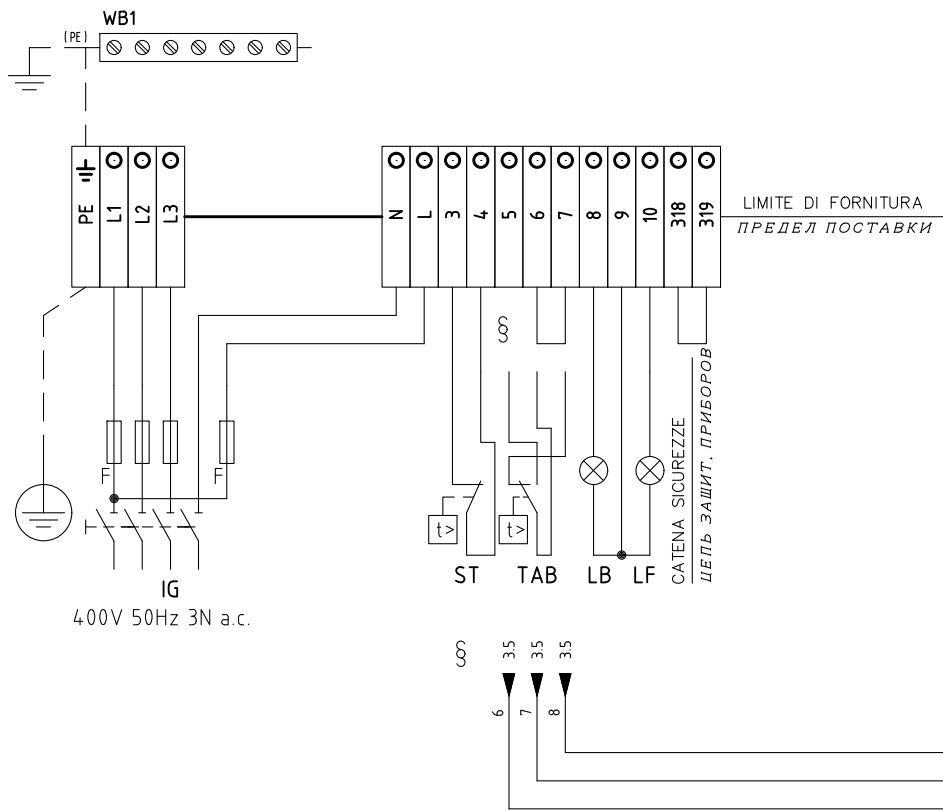 WB1
(PE)
PE
L1
L2
L3
N
L
3
4
5
6
7
8
9
10
318
319
LIMITE DI FORNITURA
ПРЕДЕЛ ПОСТАВКИ
§
F
F
t>
t>
ST
TAB
LB
LF
CATENA SICUREZZE
ЦЕПЬ ЗАЩИТ. ПРИБОРОВ
IG
400V 50Hz 3N a.c.
§
3.5
3.5
3.5
6
7
8